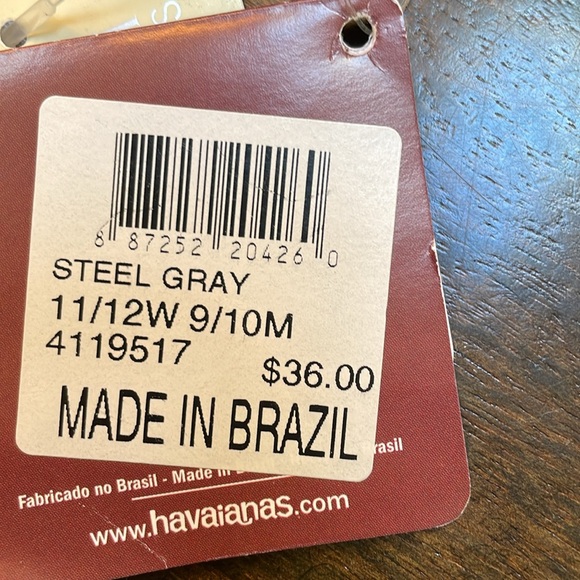 8 87252 20426 0
STEEL GRAY
11/12W 9/10M
4119517
$36.00
MADE IN BRAZIL
Fabricado no Brasil - Made in
www.havaianas.com